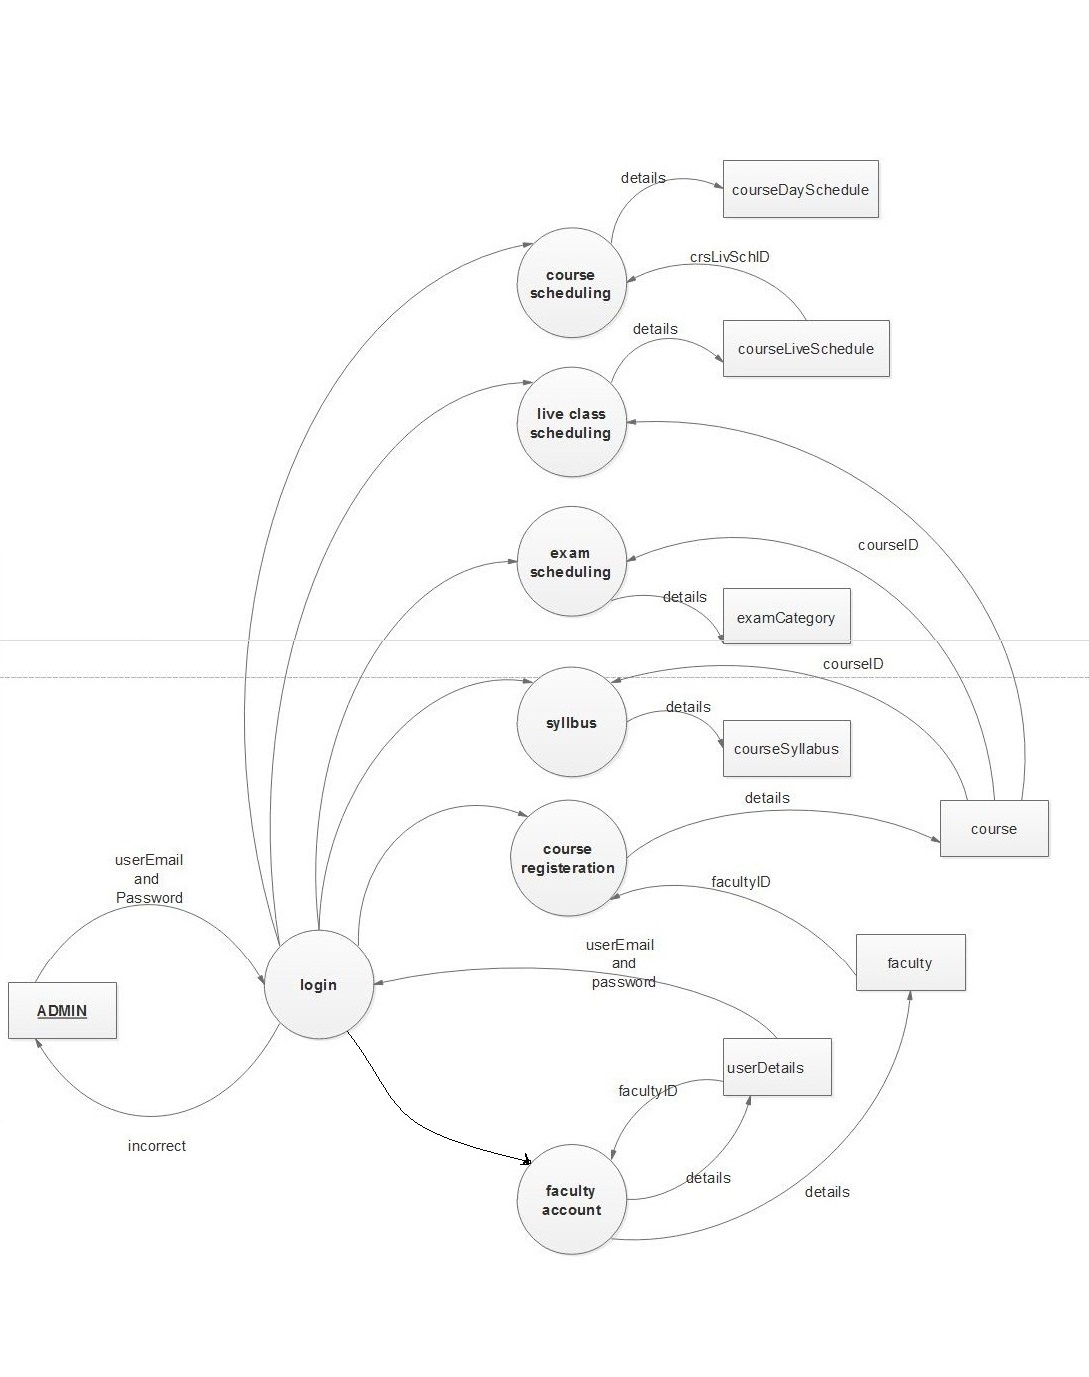 details
courseDaySchedule
crsLivSchID
course
scheduling
details
courseLiveSchedule
live class
scheduling
courseID
exam
scheduling
details
examCategory
courseID
syllbus
details
courseSyllabus
details
course
course
registeration
userEmail
and
Password
facultyID
userEmail
and
password
faculty
login
ADMIN
userDetails
facultyID
incorrect
details
faculty
account
details